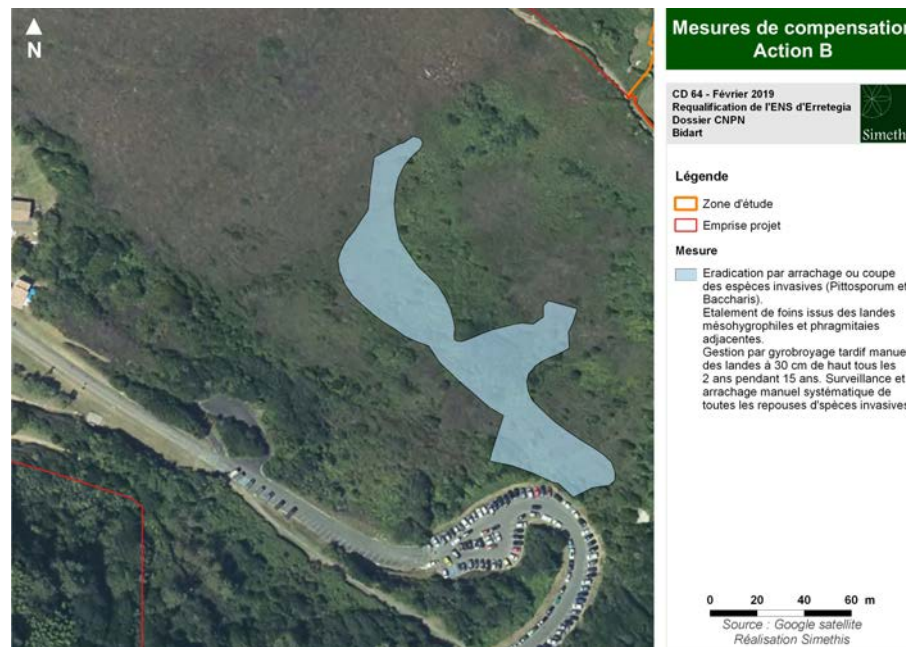 N
Mesures de compensation
Action B
CD 64 - Février 2019
Requalification de l'ENS d'Erretegia
Dossier CNPN
Bidart
Simeth
Légende
Zone d'étude
Emprise projet
Mesure
Eradication par arrachage ou coupe
des espèces invasives (Pittosporum et
Baccharis).
Etalement de foins issus des landes
mésohygrophiles et phragmitaies
adjacentes.
Gestion par gyrobroyage tardif manue
des landes à 30 cm de haut tous les
2 ans pendant 15 ans. Surveillance et
arrachage manuel systématique de
toutes les repouses d'spèces invasives
0 20 40 60 m
Source : Google satellite
Réalisation Simethis